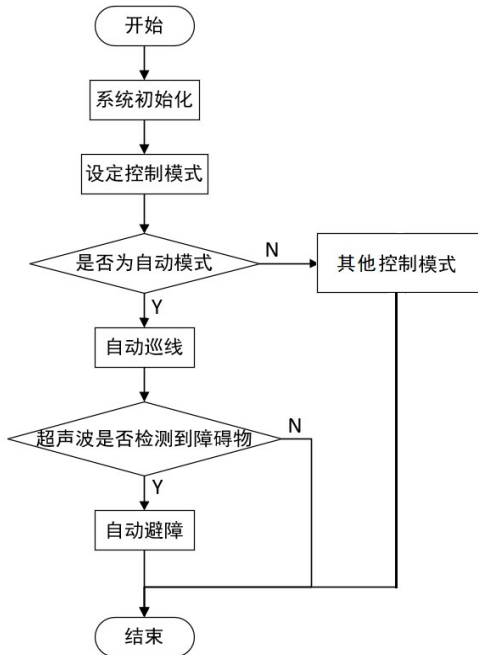 开始
系统初始化
设定控制模式
是否为自动模式
N
其他控制模式
Y
自动巡线
超声波是否检测到障碍物
N
Y
自动避障
结束